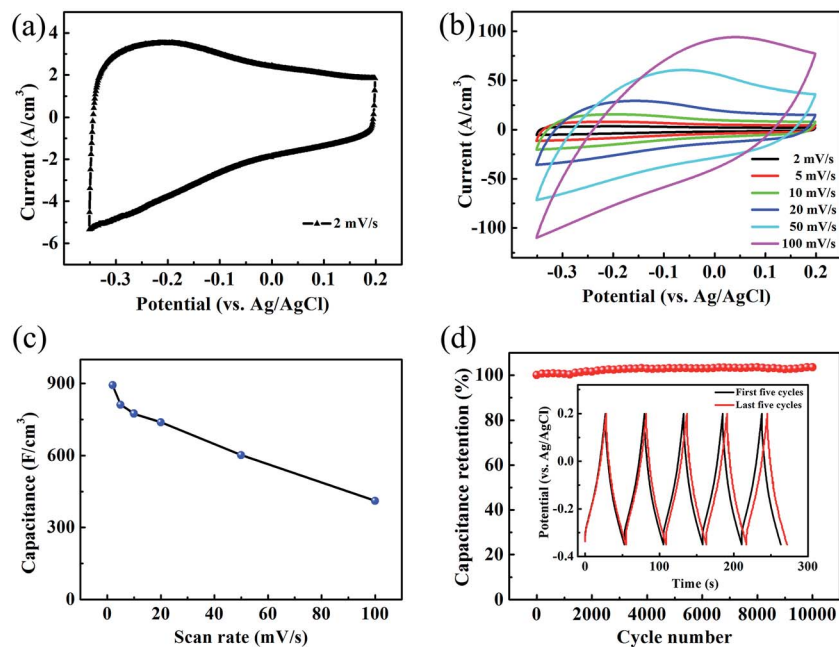 (a)
Current (A/cm³)
6
4
2
0
-2
-4
-6
2 mV/s
-0.3 -0.2 -0.1 0.0 0.1 0.2
Potential (vs. Ag/AgCl)
(b)
Current (A/cm³)
100
50
0
-50
-100
2 mV/s
5 mV/s
10 mV/s
20 mV/s
50 mV/s
100 mV/s
-0.3 -0.2 -0.1 0.0 0.1 0.2
Potential (vs. Ag/AgCl)
(c)
Capacitance (F/cm³)
900
600
300
0
0 20 40 60 80 100
Scan rate (mV/s)
(d)
Capacitance retention (%)
100
80
60
40
20
0
First five cycles
Last five cycles
Potential (vs. Ag/AgCl)
0.2
0.0
-0.3
-0.4
0 100 200 300
Time (s)
0 2000 4000 6000 8000 10000
Cycle number